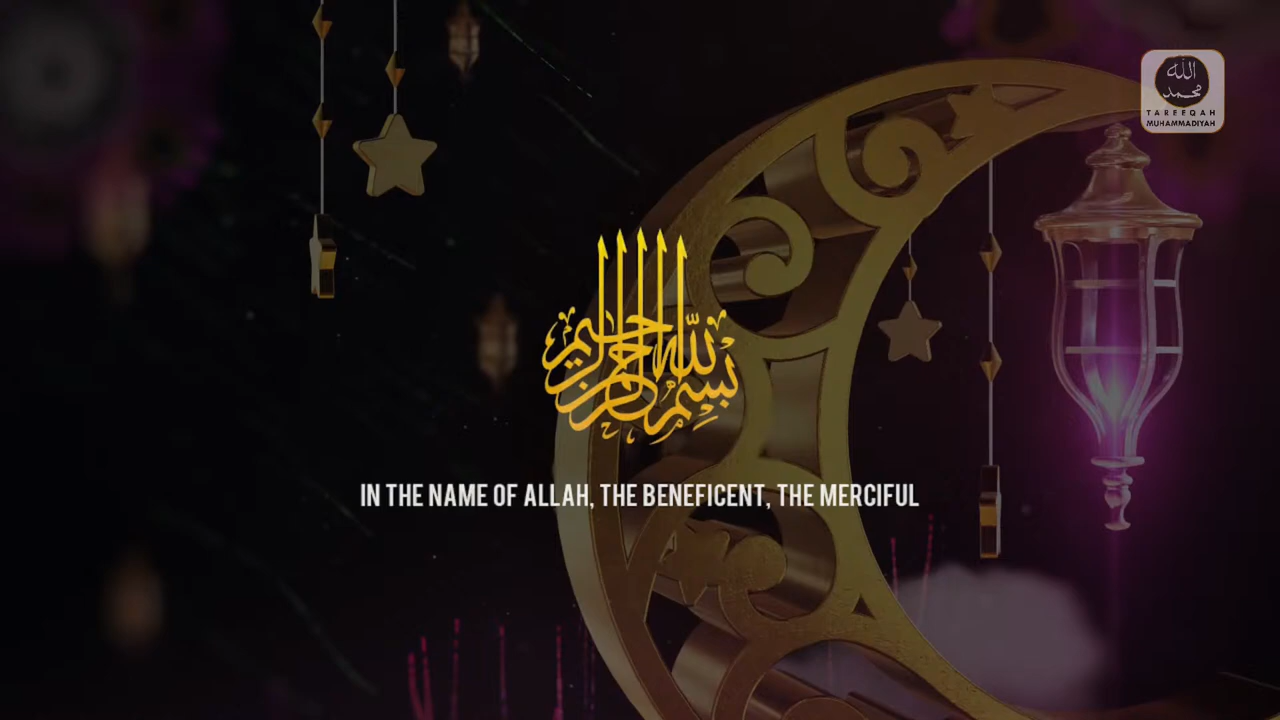 الله
محمد
TAREEQAH
MUHAMMADIYAH
بسم الله الرحمن الرحيم
IN THE NAME OF ALLAH, THE BENEFICENT, THE MERCIFUL